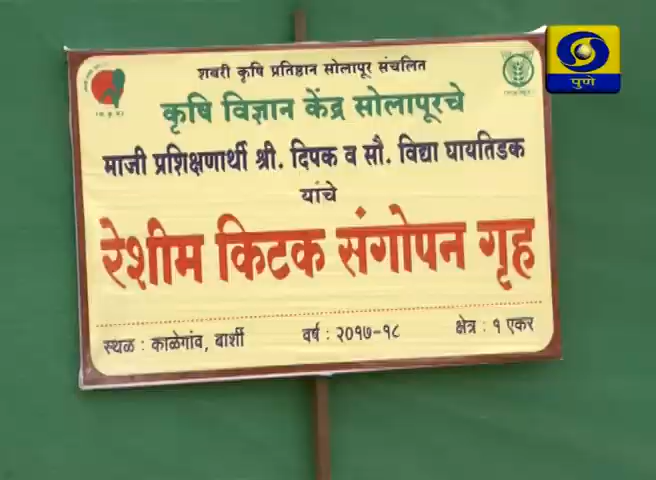 शबरी कृषि प्रतिष्ठान सोलापूर संचलित
कृषि विज्ञान केंद्र सोलापूरचे
माजी प्रशिक्षणार्थी श्री. दिपक व सौ. विद्या घायतिडक
यांचे
रेशीम किटक संगोपन गृह
स्थळ : काळेगांव, बार्शी वर्ष : २०१७-१८ क्षेत्र : १ एकर
पुणे